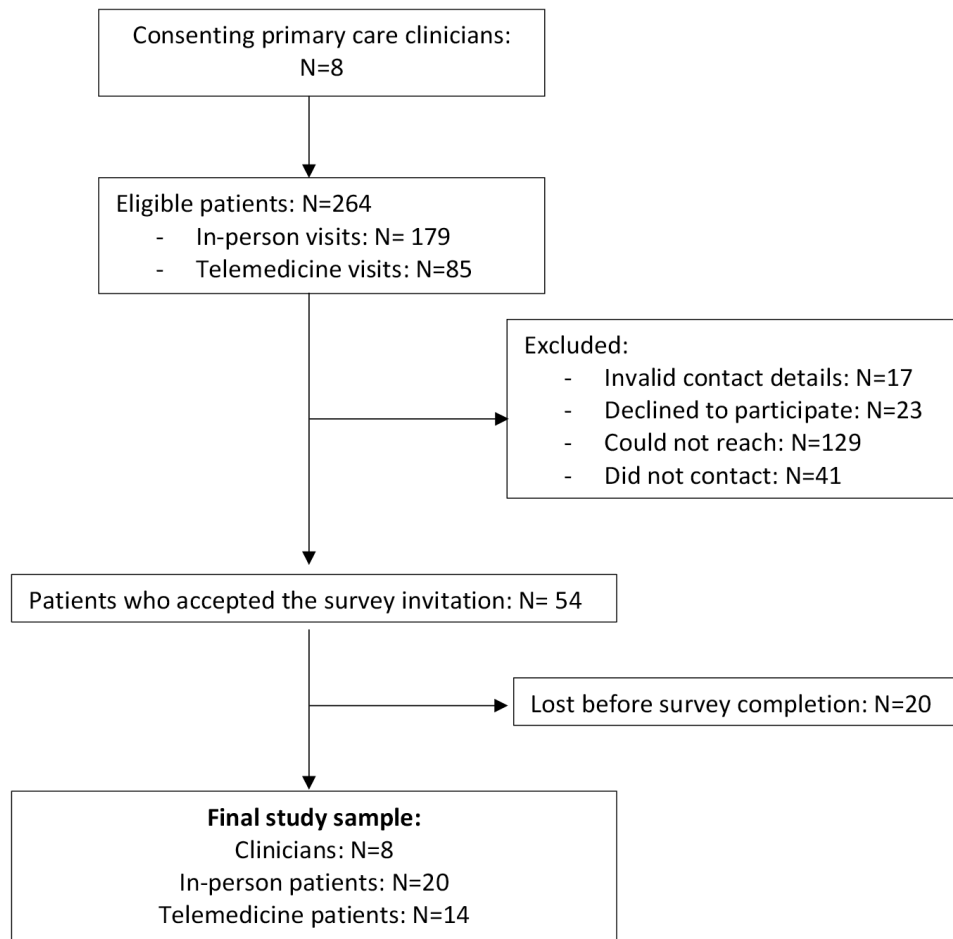 Consenting primary care clinicians:
N=8
Eligible patients: N=264
- In-person visits: N= 179
- Telemedicine visits: N=85
Excluded:
- Invalid contact details: N=17
- Declined to participate: N=23
- Could not reach: N=129
- Did not contact: N=41
Patients who accepted the survey invitation: N= 54
Lost before survey completion: N=20
Final study sample:
Clinicians: N=8
In-person patients: N=20
Telemedicine patients: N=14